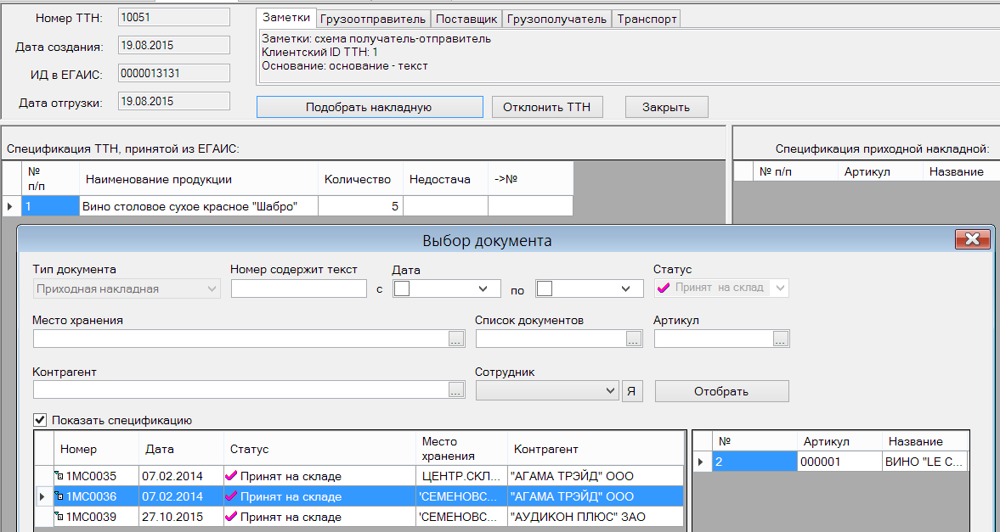 Номер ТТН: 10051
Дата создания: 19.08.2015
ИД в ЕГАИС: 0000013131
Дата отгрузки: 19.08.2015
Заметки Грузоотправитель Поставщик Грузополучатель Транспорт
Заметки: схема получатель-отправитель
Клиентский ID ТТН: 1
Основание: основание - текст
Подобрать накладную Отклонить ТТН Закрыть
Спецификация ТТН, принятой из ЕГАИС:
№ п/п Наименование продукции Количество Недостача ->№
1 Вино столовое сухое красное "Шабро" 5
Спецификация приходной накладной:
№ п/п Артикул Название
Выбор документа
Тип документа Номер содержит текст Дата Статус
Приходная накладная с по Принят на склад
Место хранения Список документов Артикул
... ... ...
Контрагент Сотрудник
... Я Отобрать
Показать спецификацию
Номер Дата Статус Место хранения Контрагент
1МС0035 07.02.2014 Принят на складе ЦЕНТР.СКЛ... "АГАМА ТРЭЙД" ООО
1МС0036 07.02.2014 Принят на складе 'СЕМЕНОВС... "АГАМА ТРЭЙД" ООО
1МС0039 27.10.2015 Принят на складе 'СЕМЕНОВС... "АУДИКОН ПЛЮС" ЗАО
№ Артикул Название
2 000001 ВИНО "LE C...